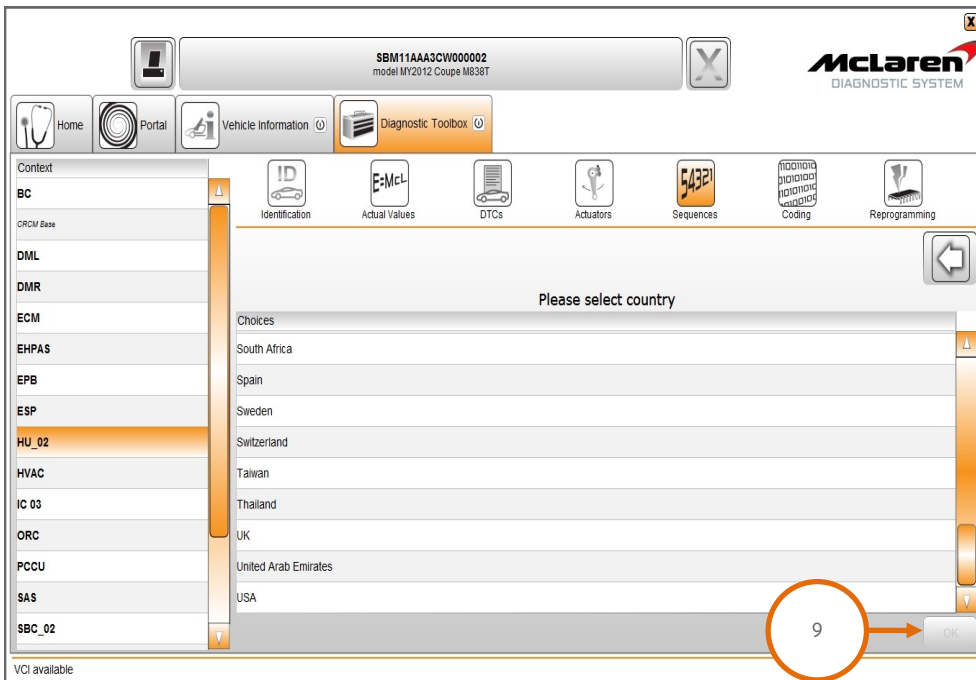 X
SBM11AAA3CW000002
model MY2012 Coupe M838T
McLaren
DIAGNOSTIC SYSTEM
Home
Portal
Vehicle Information
Diagnostic Toolbox
Context
BC
CRCM Base
DML
DMR
ECM
EHPAS
EPB
ESP
HU_02
HVAC
IC 03
ORC
PCCU
SAS
SBC_02
ID
Identification
E=McL
Actual Values
DTCs
Actuators
54321
Sequences
Coding
Reprogramming
Please select country
Choices
South Africa
Spain
Sweden
Switzerland
Taiwan
Thailand
UK
United Arab Emirates
USA
9
OK
VCI available